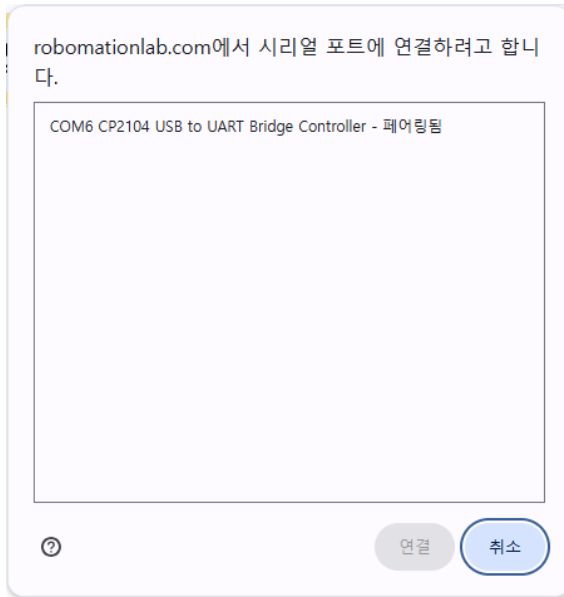 robomationlab.com에서 시리얼 포트에 연결하려고 합니
다.
COM6 CP2104 USB to UART Bridge Controller - 페어링됨
연결
취소